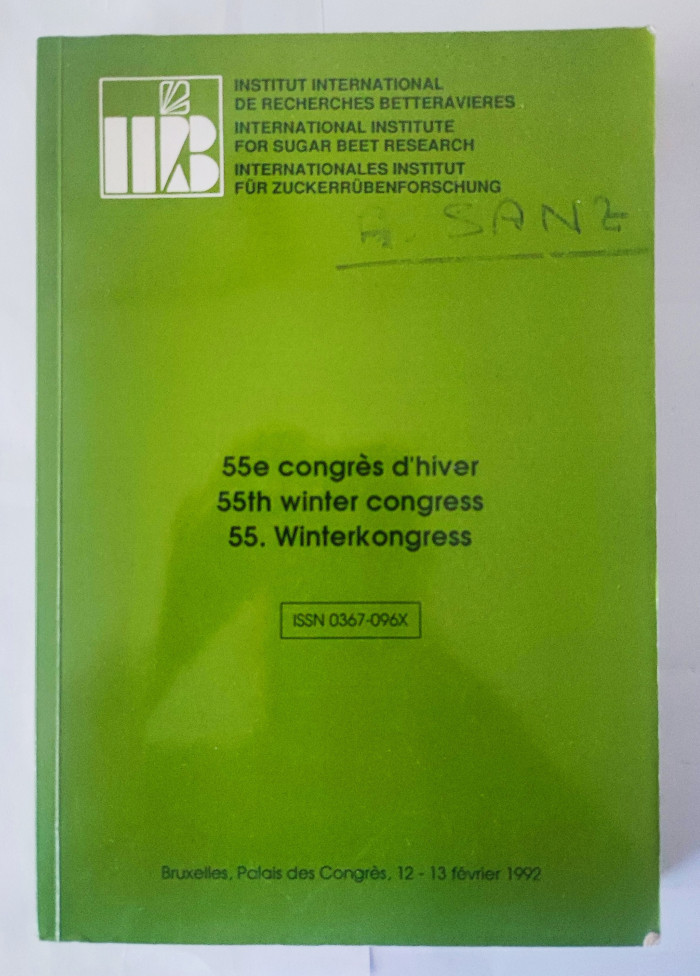 IIRB
INSTITUT INTERNATIONAL
DE RECHERCHES BETTERAVIERES
INTERNATIONAL INSTITUTE
FOR SUGAR BEET RESEARCH
INTERNATIONALES INSTITUT
FÜR ZUCKERRÜBENFORSCHUNG
SANZ
55e congrès d'hiver
55th winter congress
55. Winterkongress
ISSN 0367-096X
Bruxelles, Palais des Congrès, 12 - 13 février 1992